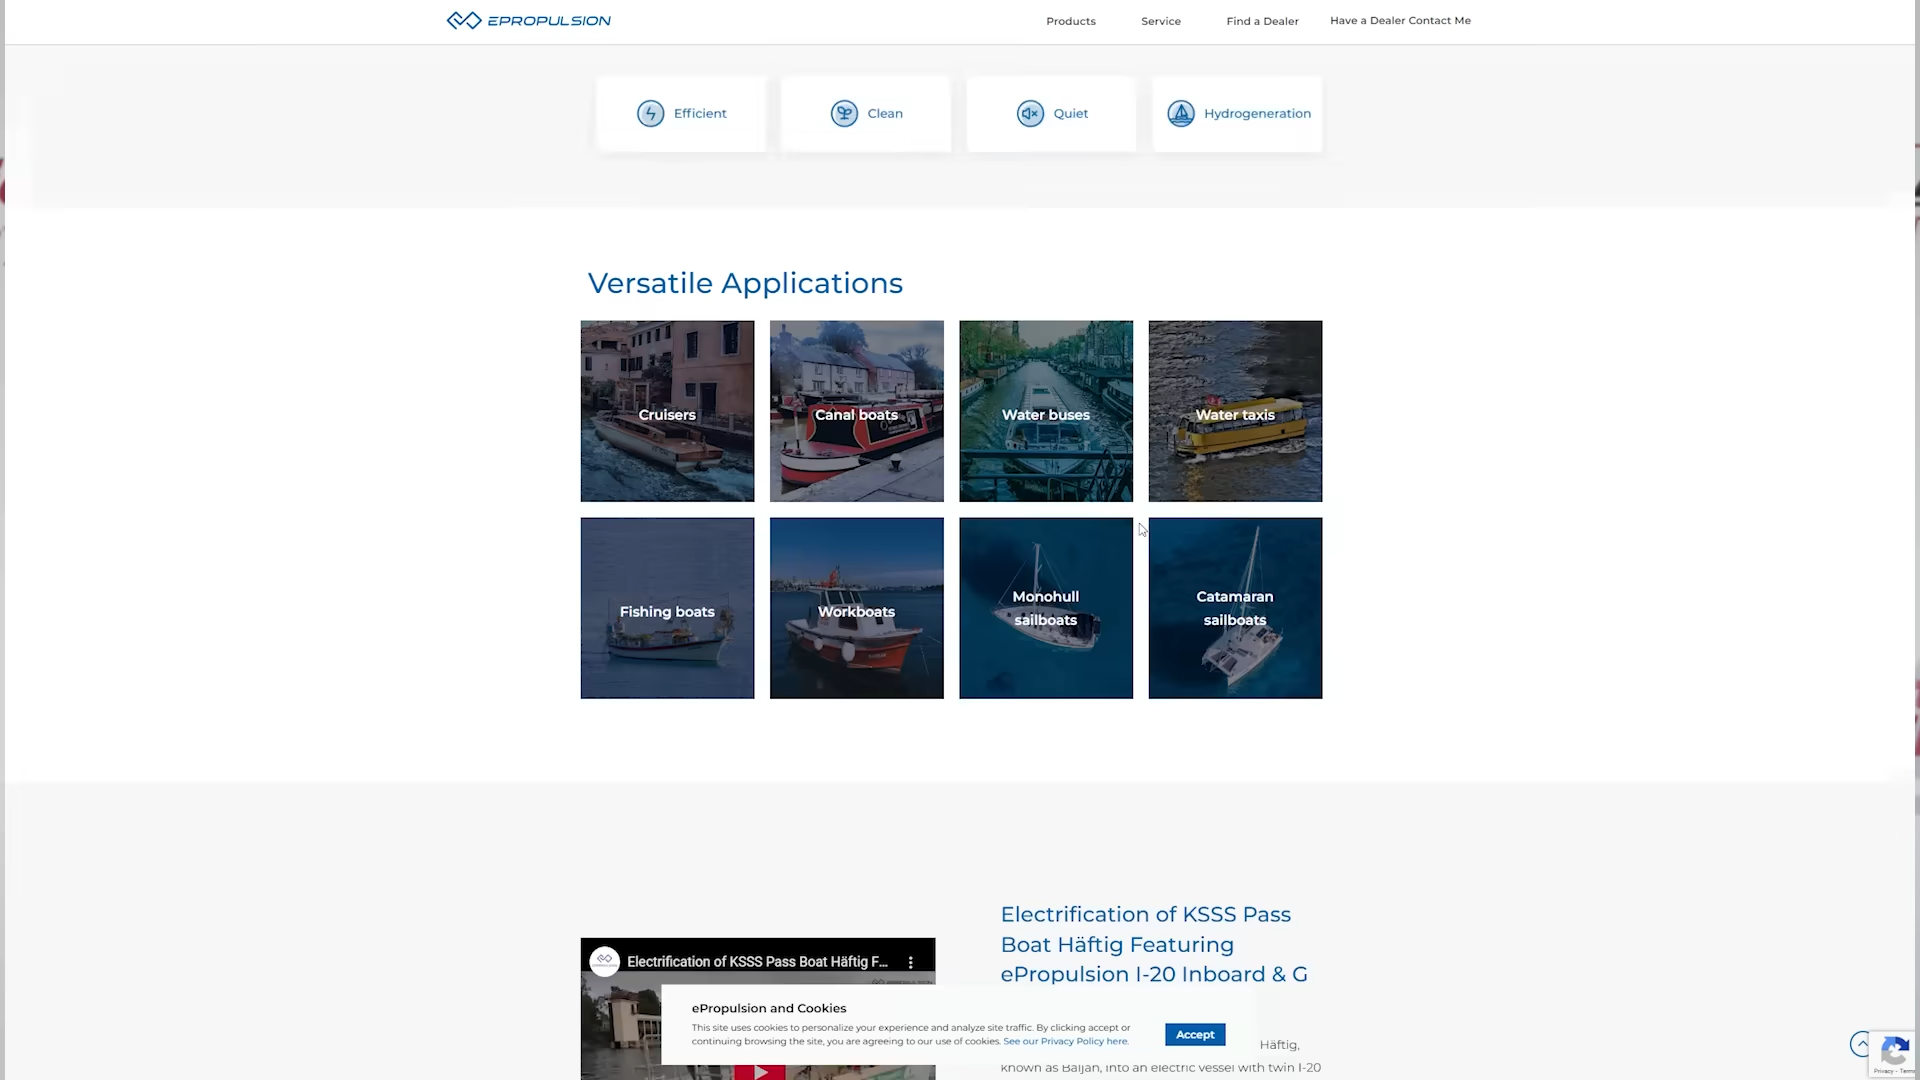 EPROPULSION
Products Service Find a Dealer Have a Dealer Contact Me
Efficient Clean Quiet Hydrogeneration
Versatile Applications
Cruisers Canal boats Water buses Water taxis
Fishing boats Workboats Monohull sailboats Catamaran sailboats
Electrification of KSSS Pass
Boat Häftig Featuring
ePropulsion I-20 Inboard & G
Electrification of KSSS Pass Boat Häftig F...
ePropulsion and Cookies
This site uses cookies to personalize your experience and analyze site traffic. By clicking accept or
continuing browsing the site, you are agreeing to our use of cookies. See our Privacy Policy here.
Accept
Häftig,
known as Baljan, into an electric vessel with twin I-20
Privacy - Terms